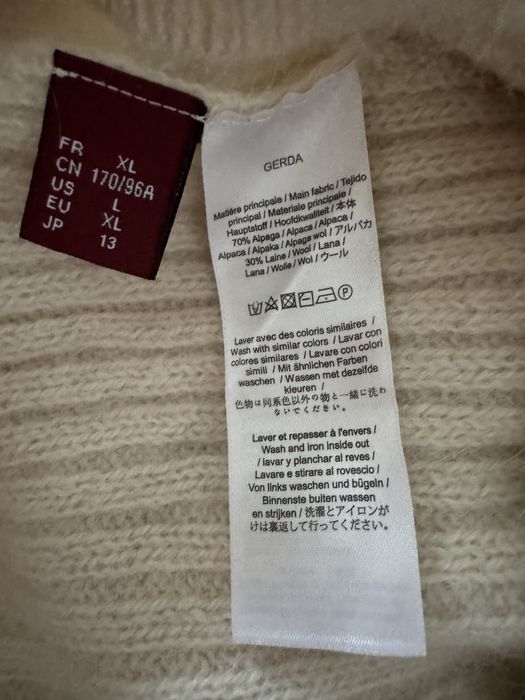 FR XL
CN 170/96A
US L
EU XL
JP 13
GERDA
Matière principale / Main fabric / Tejido
principal / Materiale principale /
Hauptstoff / Hoofdkwaliteit / 本体
70% Alpaga / Alpaca / Alpaca /
Alpaca / Alpaka / Alpaga wol / アルパカ
30% Laine / Wool / Lana /
Lana / Wolle / Wol / ウール
Laver avec des coloris similaires /
Wash with similar colors / Lavar con
colores similares / Lavare con colori
simili / Mit ähnlichen Farben
waschen / Wassen met dezelfde
kleuren /
色物は同系色以外の物と一緒に洗わ
ないでください。
Laver et repasser à l'envers /
Wash and iron inside out
/ lavar y planchar al reves /
Lavare e stirare al rovescio /
Von links waschen und bügeln /
Binnenste buiten wassen
en strijken / 洗濯とアイロンが
けは裏返して行ってください。